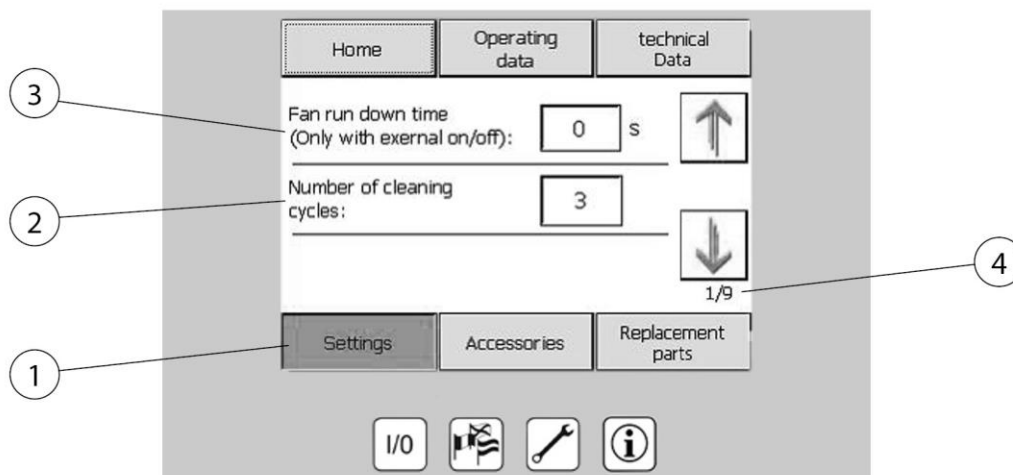 Home
Operating
data
technical
Data
3
Fan run down time
(Only with exernal on/off):
0
s
2
Number of cleaning
cycles:
3
4
1/9
1
Settings
Accessories
Replacement
parts
I/0
i